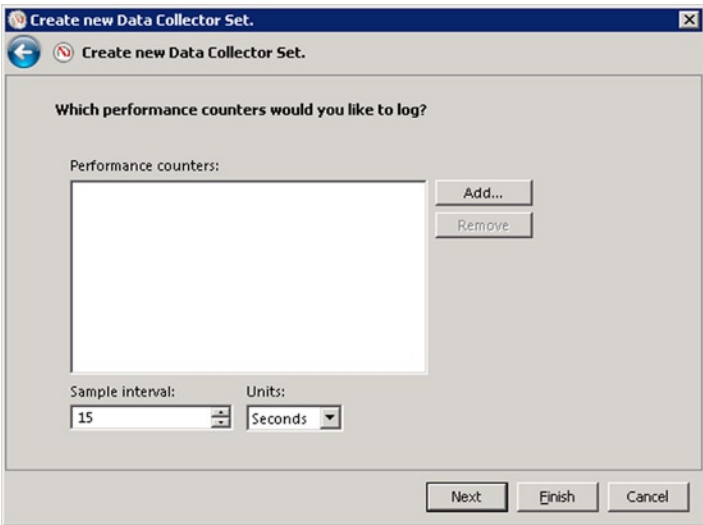 Create new Data Collector Set.
Create new Data Collector Set.
Which performance counters would you like to log?
Performance counters:
Add...
Remove
Sample interval:
Units:
15
Seconds
Next
Finish
Cancel